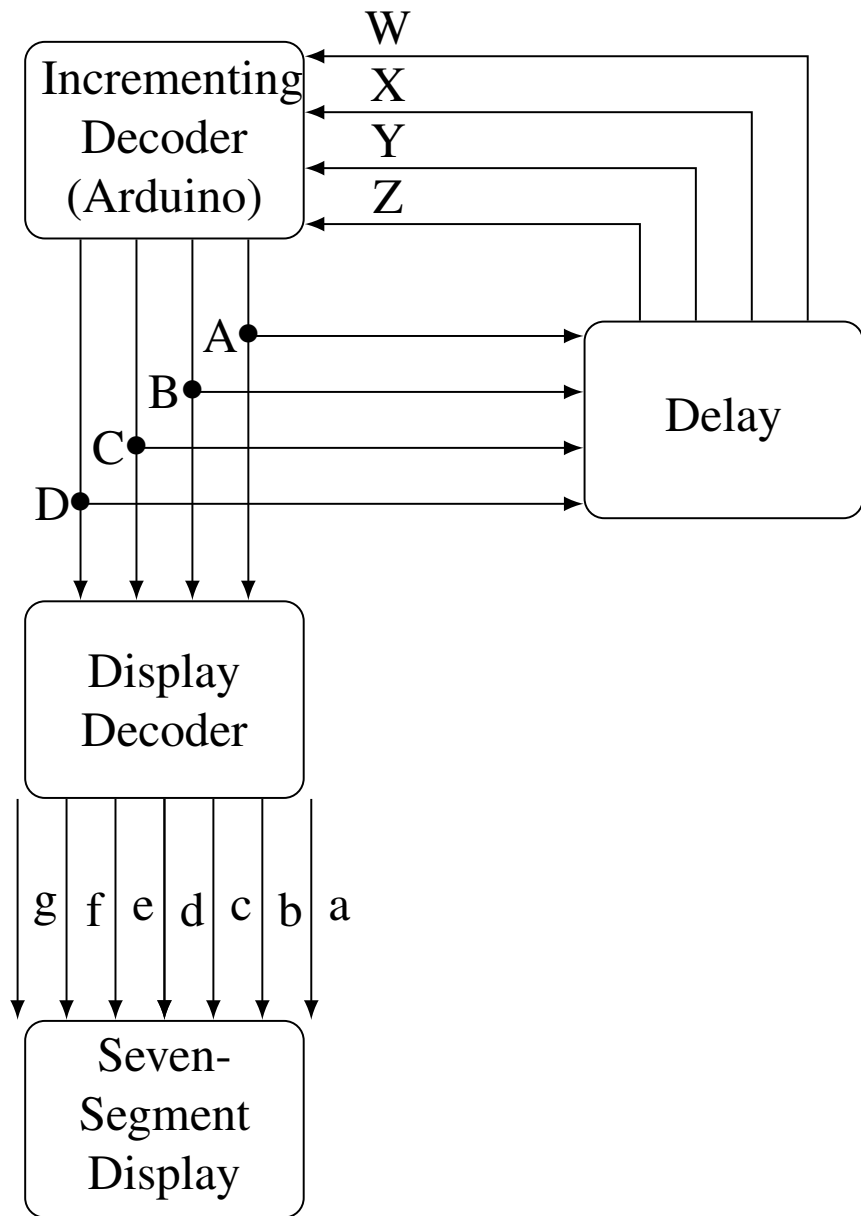 W
Incrementing
Decoder
(Arduino)
X
Y
Z
A
B
C
D
Delay
Display
Decoder
g f e d c b a
Seven-
Segment
Display